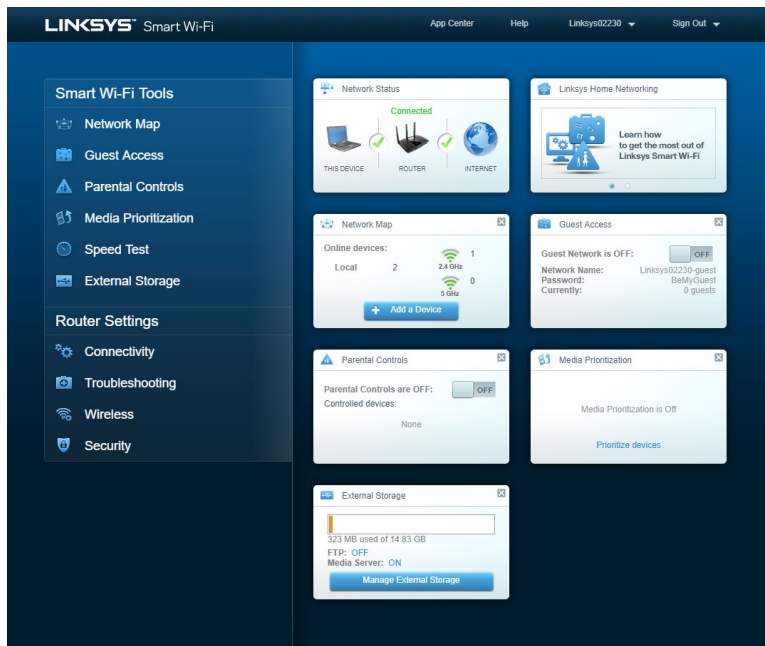 LINKSYS™ Smart Wi-Fi
App Center
Help
Linksys02230
Sign Out
Smart Wi-Fi Tools
Network Map
Guest Access
Parental Controls
Media Prioritization
Speed Test
External Storage
Router Settings
Connectivity
Troubleshooting
Wireless
Security
Network Status
Connected
THIS DEVICE
ROUTER
INTERNET
Linksys Home Networking
Learn how
to get the most out of
Linksys Smart Wi-Fi
Network Map
Online devices:
Local 2
1
2.4 GHz
0
5 GHz
+ Add a Device
Guest Access
Guest Network is OFF: OFF
Network Name: Linksys02230-guest
Password: BeMyGuest
Currently: 0 guests
Parental Controls
Parental Controls are OFF: OFF
Controlled devices:
None
Media Prioritization
Media Prioritization is Off
Prioritize devices
External Storage
323 MB used of 14.83 GB
FTP: OFF
Media Server: ON
Manage External Storage